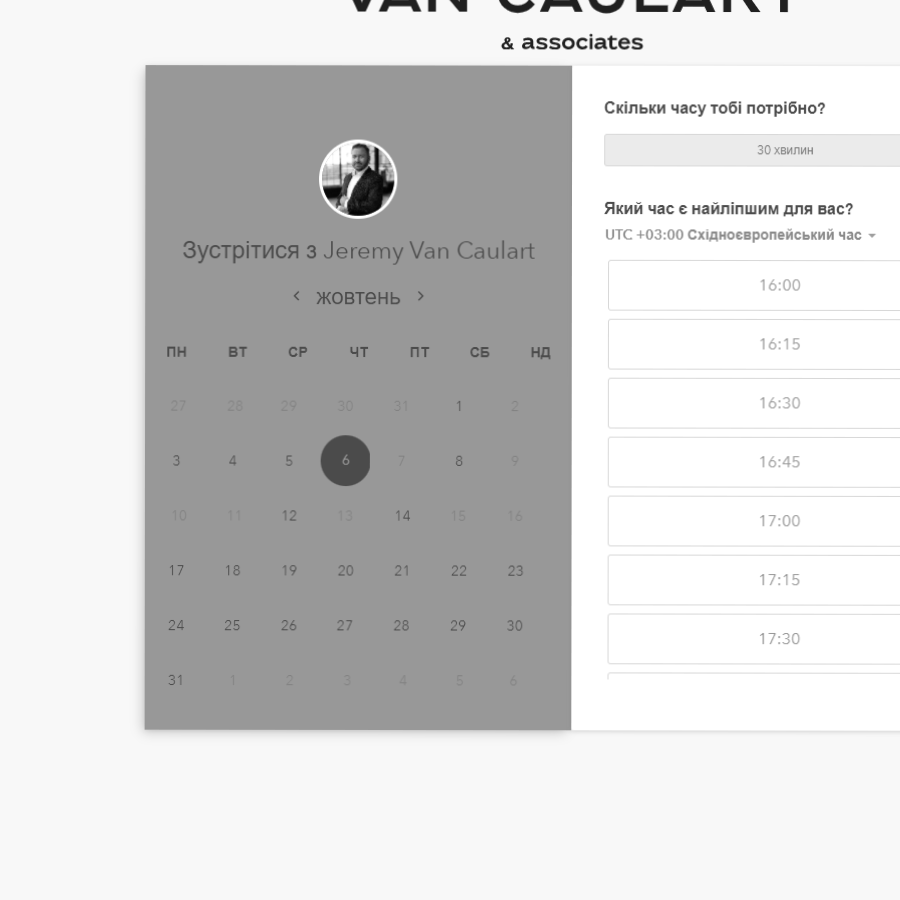 VAN CAULART
& associates
Зустрітися з Jeremy Van Caulart
жовтень
ПН ВТ СР ЧТ ПТ СБ НД
27 28 29 30 31 1 2
3 4 5 6 7 8 9
10 11 12 13 14 15 16
17 18 19 20 21 22 23
24 25 26 27 28 29 30
31 1 2 3 4 5 6
Скільки часу тобі потрібно?
30 хвилин
Який час є найліпшим для вас?
UTC +03:00 Східноєвропейський час
16:00
16:15
16:30
16:45
17:00
17:15
17:30